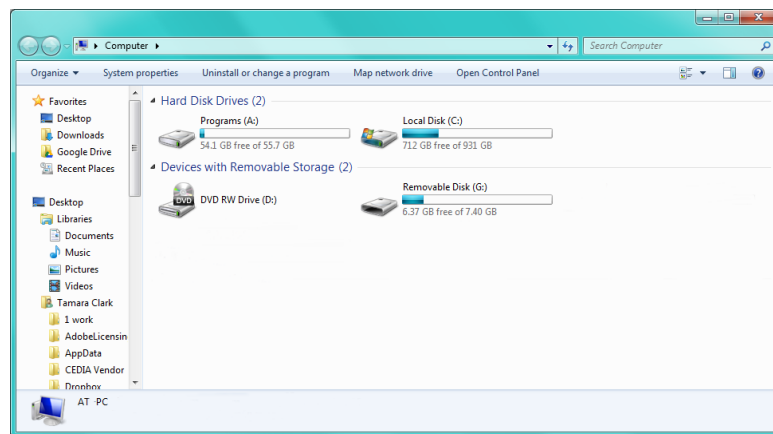 Computer
Search Computer
Organize
System properties
Uninstall or change a program
Map network drive
Open Control Panel
Favorites
Desktop
Downloads
Google Drive
Recent Places
Desktop
Libraries
Documents
Music
Pictures
Videos
Tamara Clark
1 work
AdobeLicensin
AppData
CEDIA Vendor
Dropbox
Hard Disk Drives (2)
Programs (A:)
54.1 GB free of 55.7 GB
Local Disk (C:)
712 GB free of 931 GB
Devices with Removable Storage (2)
DVD
DVD RW Drive (D:)
Removable Disk (G:)
6.37 GB free of 7.40 GB
AT -PC